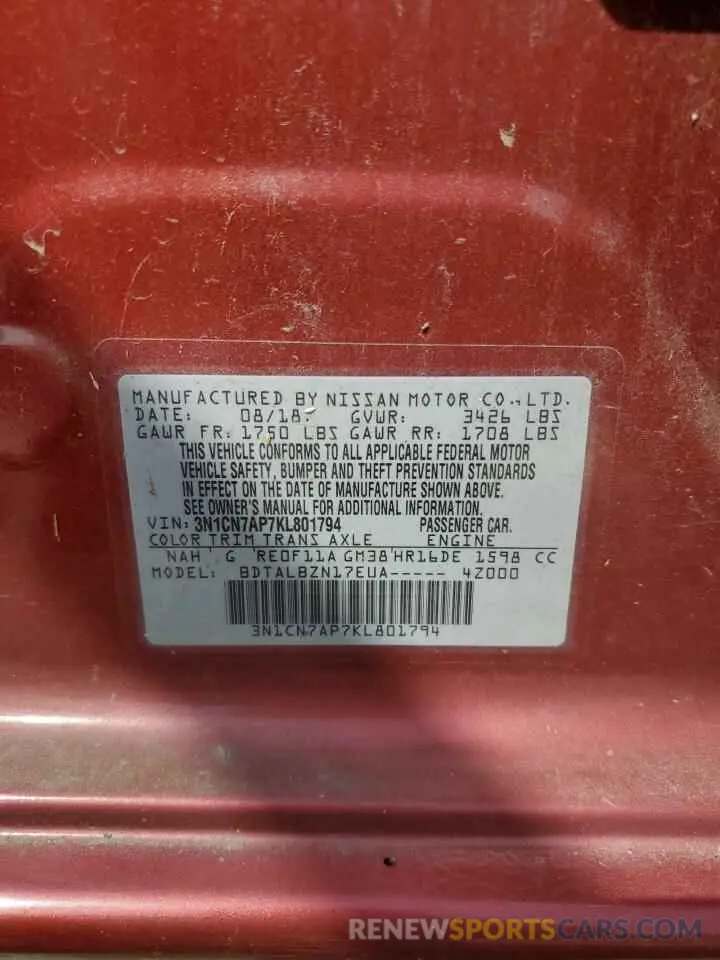 MANUFACTURED BY NISSAN MOTOR CO.,LTD.
DATE: 08/18 GVWR: 3426 LBS
GAWR FR: 1750 LBS GAWR RR: 1708 LBS
THIS VEHICLE CONFORMS TO ALL APPLICABLE FEDERAL MOTOR
VEHICLE SAFETY, BUMPER AND THEFT PREVENTION STANDARDS
IN EFFECT ON THE DATE OF MANUFACTURE SHOWN ABOVE.
SEE OWNER'S MANUAL FOR ADDITIONAL INFORMATION.
VIN: 3N1CN7AP7KL801794 PASSENGER CAR.
COLOR TRIM TRANS AXLE ENGINE
NAH G RE0F11A GM38 HR16DE 1598 CC
MODEL: BDTALBZN17EUA----- 4Z000
3N1CN7AP7KL801794
RENEWSPORTSCARS.COM